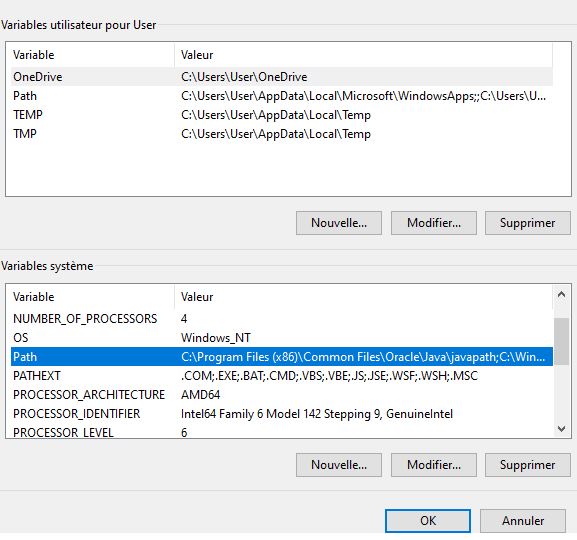 Variables utilisateur pour User
Variable Valeur
OneDrive C:\Users\User\OneDrive
Path C:\Users\User\AppData\Local\Microsoft\WindowsApps;;C:\Users\U...
TEMP C:\Users\User\AppData\Local\Temp
TMP C:\Users\User\AppData\Local\Temp
Nouvelle... Modifier... Supprimer
Variables système
Variable Valeur
NUMBER_OF_PROCESSORS 4
OS Windows_NT
Path C:\Program Files (x86)\Common Files\Oracle\Java\javapath;C:\Win...
PATHEXT .COM;.EXE;.BAT;.CMD;.VBS;.VBE;.JS;.JSE;.WSF;.WSH;.MSC
PROCESSOR_ARCHITECTURE AMD64
PROCESSOR_IDENTIFIER Intel64 Family 6 Model 142 Stepping 9, GenuineIntel
PROCESSOR_LEVEL 6
Nouvelle... Modifier... Supprimer
OK Annuler